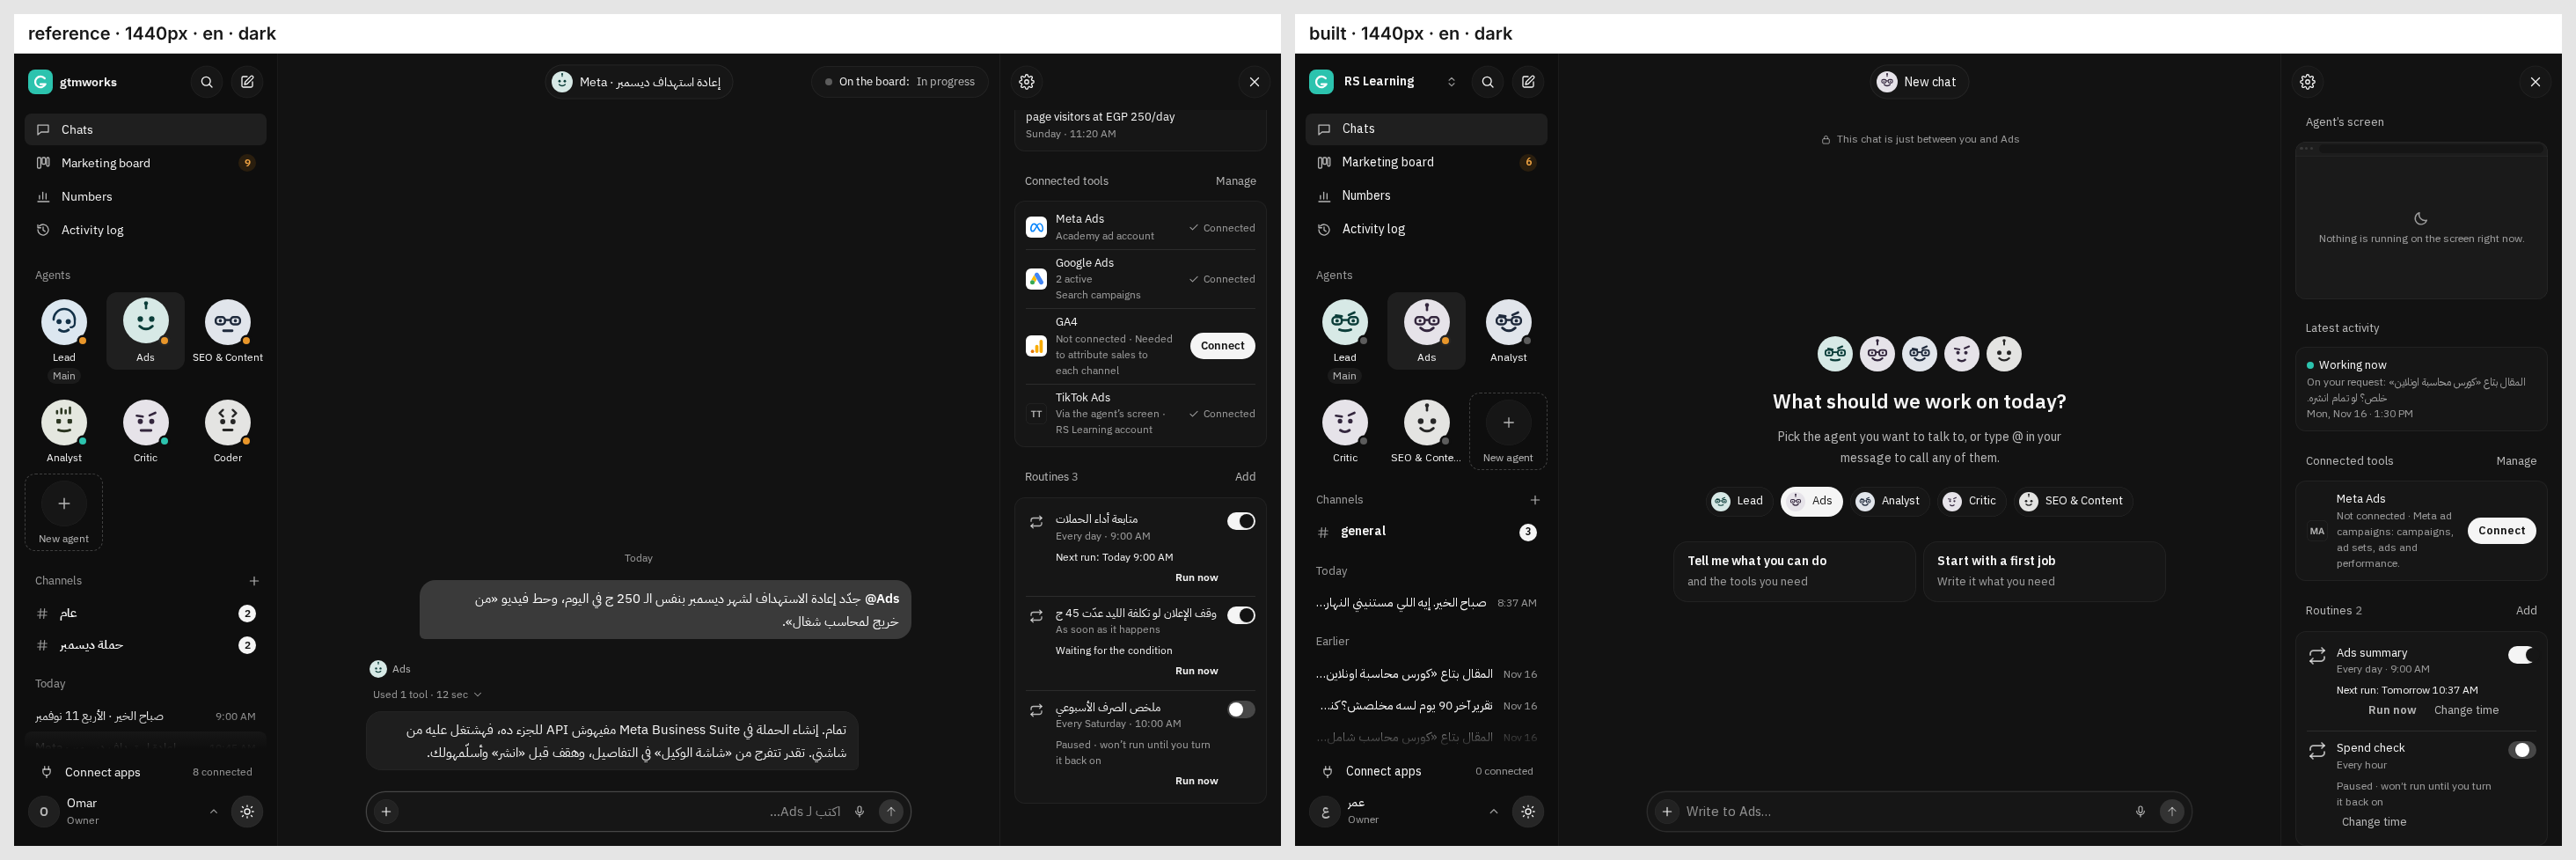 reference · 1440px · en · dark
gtmworks
Chats
Marketing board 9
Numbers
Activity log
Agents
Lead
Main
Ads
SEO & Content
Analyst
Critic
Coder
New agent
Channels
عام 2
حملة ديسمبر 2
Today
صباح الخير · الأربع 11 نوفمبر 9:00 AM
Connect apps 8 connected
O
Omar
Owner
Meta · إعادة استهداف ديسمبر
On the board: In progress
Today
@Ads جدّد إعادة الاستهداف لشهر ديسمبر بنفس الـ 250 ج في اليوم، وحط فيديو «من
خريج لمحاسب شغال».
Ads
Used 1 tool · 12 sec
تمام. إنشاء الحملة في Meta Business Suite مفيهوش API للجزء ده، فهشتغل عليه من
شاشتي. تقدر تتفرج من «شاشة الوكيل» في التفاصيل، وهقف قبل «انشر» وأسلّمهولك.
اكتب لـ Ads...
page visitors at EGP 250/day
Sunday · 11:20 AM
Connected tools Manage
Meta Ads
Academy ad account
Connected
Google Ads
2 active
Search campaigns
Connected
GA4
Not connected · Needed
to attribute sales to
each channel
Connect
TT
TikTok Ads
Via the agent's screen ·
RS Learning account
Connected
Routines 3 Add
متابعة أداء الحملات
Every day · 9:00 AM
Next run: Today 9:00 AM
Run now
وقف الإعلان لو تكلفة الليد عدّت 45 ج
As soon as it happens
Waiting for the condition
Run now
ملخص الصرف الأسبوعي
Every Saturday · 10:00 AM
Paused · won't run until you turn
it back on
Run now
built · 1440px · en · dark
RS Learning
Chats
Marketing board 6
Numbers
Activity log
Agents
Lead
Main
Ads
Analyst
Critic
SEO & Conte...
New agent
Channels
# general 3
Today
صباح الخير. إيه اللي مستنيني النهار... 8:37 AM
Earlier
المقال بتاع «كورس محاسبة اونلاين... Nov 16
تقرير آخر 90 يوم لسه مخلصش؟ كن... Nov 16
المقال بتاع «كورس محاسب شامل... Nov 16
Connect apps 0 connected
ع
عمر
Owner
New chat
This chat is just between you and Ads
What should we work on today?
Pick the agent you want to talk to, or type @ in your
message to call any of them.
Lead Ads Analyst Critic SEO & Content
Tell me what you can do
and the tools you need
Start with a first job
Write it what you need
Write to Ads...
Agent's screen
Nothing is running on the screen right now.
Latest activity
Working now
On your request: المقال بتاع «كورس محاسبة اونلاين»
خلص؟ لو تمام انشره.
Mon, Nov 16 · 1:30 PM
Connected tools Manage
MA
Meta Ads
Not connected · Meta ad
campaigns: campaigns,
ad sets, ads and
performance.
Connect
Routines 2 Add
Ads summary
Every day · 9:00 AM
Next run: Tomorrow 10:37 AM
Run now Change time
Spend check
Every hour
Paused · won't run until you turn
it back on
Change time